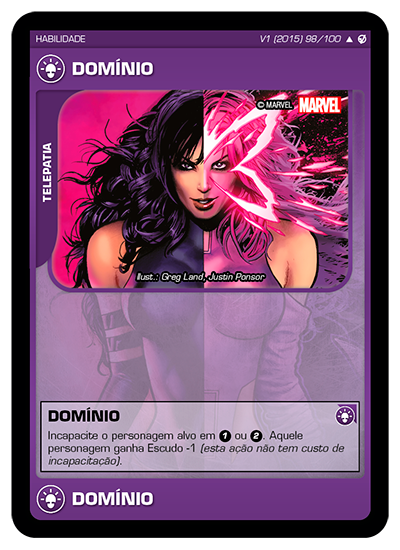 HABILIDADE
V1 (2015) 98/100 ▲
DOMÍNIO
© MARVEL MARVEL
TELEPATIA
Illust.: Greg Land, Justin Ponsor
DOMÍNIO
Incapacite o personagem alvo em 1 ou 2. Aquele
personagem ganha Escudo -1 (esta ação não tem custo de
incapacitação).
DOMÍNIO